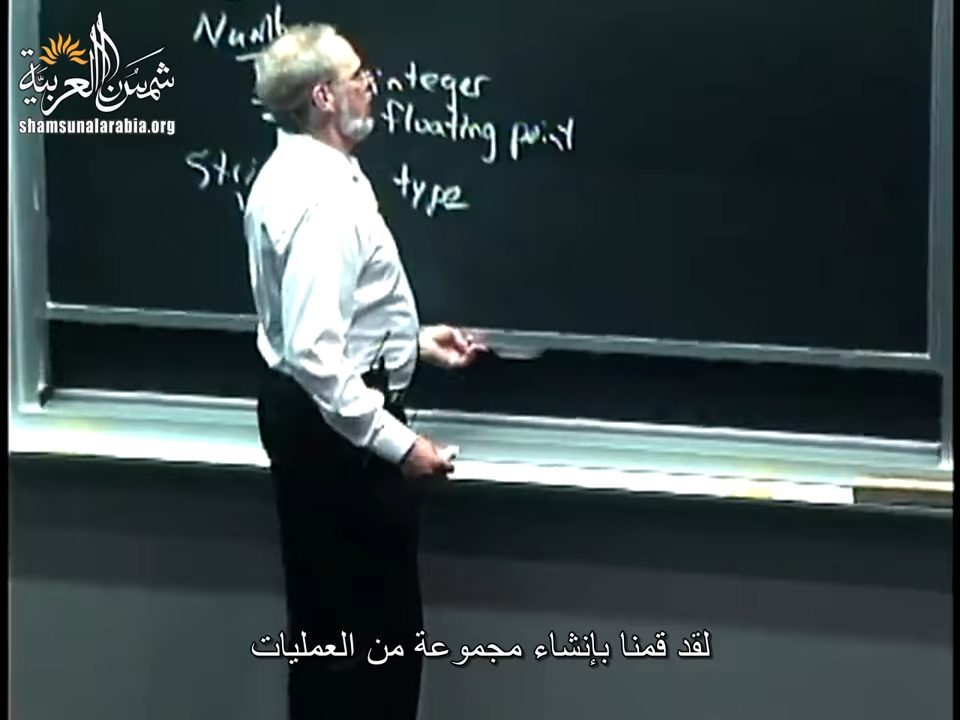 شمس العربية
shamsunalarabia.org
integer
floating point
type
لقد قمنا بإنشاء مجموعة من العمليات